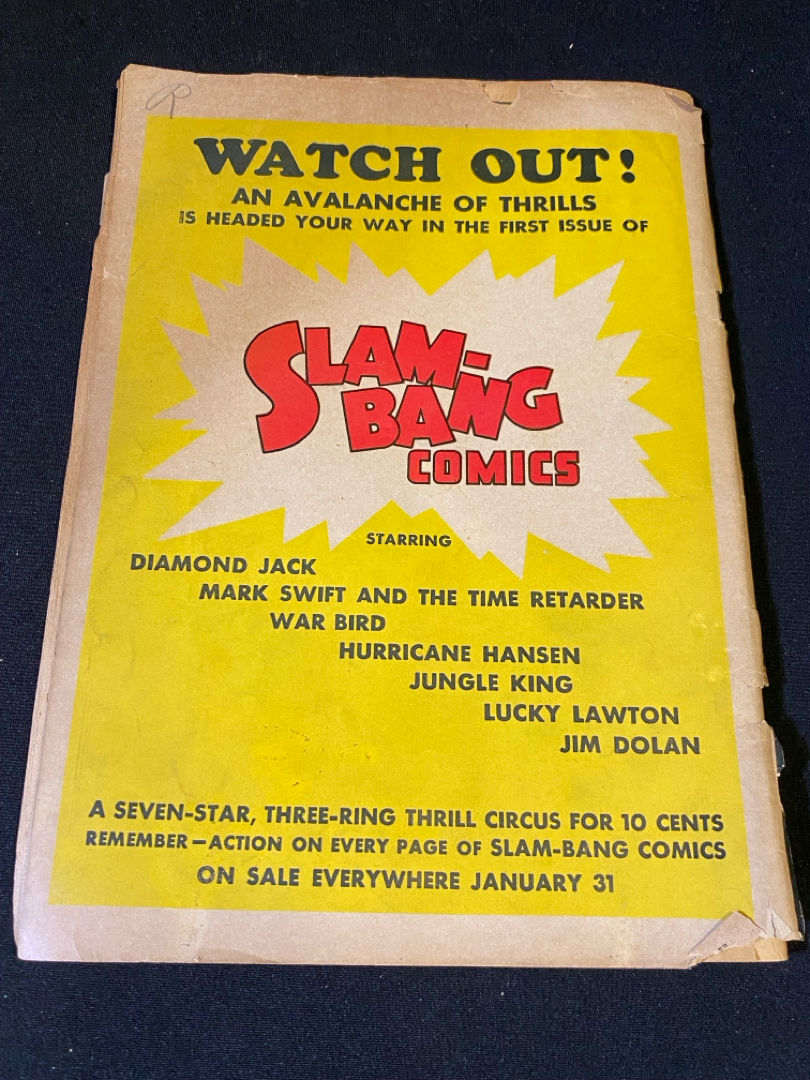 R
WATCH OUT!
AN AVALANCHE OF THRILLS
IS HEADED YOUR WAY IN THE FIRST ISSUE OF
SLAM-
BANG
COMICS
STARRING
DIAMOND JACK
MARK SWIFT AND THE TIME RETARDER
WAR BIRD
HURRICANE HANSEN
JUNGLE KING
LUCKY LAWTON
JIM DOLAN
A SEVEN-STAR, THREE-RING THRILL CIRCUS FOR 10 CENTS
REMEMBER—ACTION ON EVERY PAGE OF SLAM-BANG COMICS
ON SALE EVERYWHERE JANUARY 31